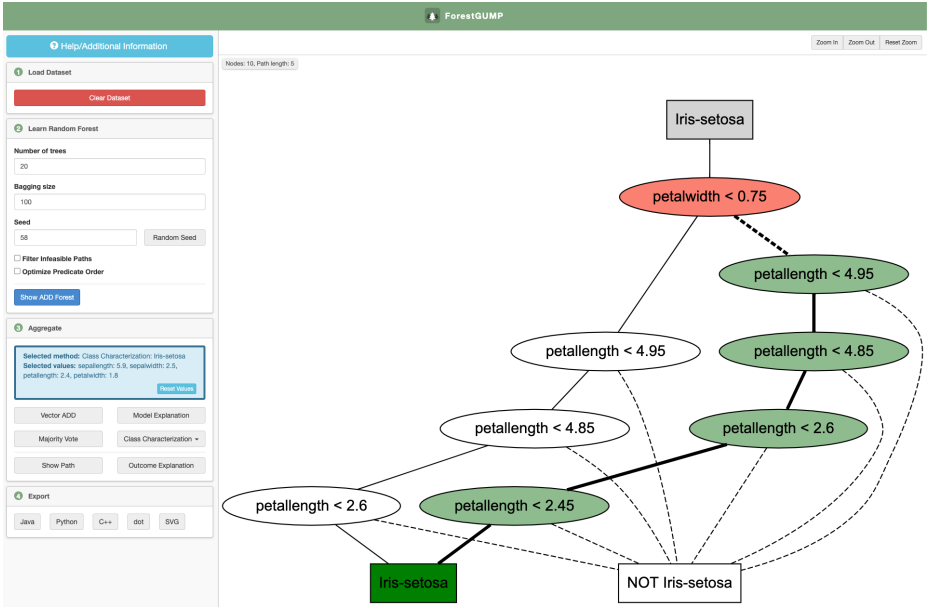 ForestGUMP
Help/Additional Information
Zoom In
Zoom Out
Reset Zoom
Nodes: 10, Path length: 5
1 Load Dataset
Clear Dataset
2 Learn Random Forest
Number of trees
20
Bagging size
100
Seed
58
Random Seed
Filter Infeasible Paths
Optimize Predicate Order
Show ADD Forest
3 Aggregate
Selected method: Class Characterization: Iris-setosa
Selected values: sepallength: 5.9, sepalwidth: 2.5,
petallength: 2.4, petalwidth: 1.8
Reset Values
Vector ADD
Model Explanation
Majority Vote
Class Characterization
Show Path
Outcome Explanation
4 Export
Java
Python
C++
dot
SVG
Iris-setosa
petalwidth < 0.75
petallength < 4.95
petallength < 4.95
petallength < 4.85
petallength < 4.85
petallength < 2.6
petallength < 2.6
petallength < 2.45
Iris-setosa
NOT Iris-setosa